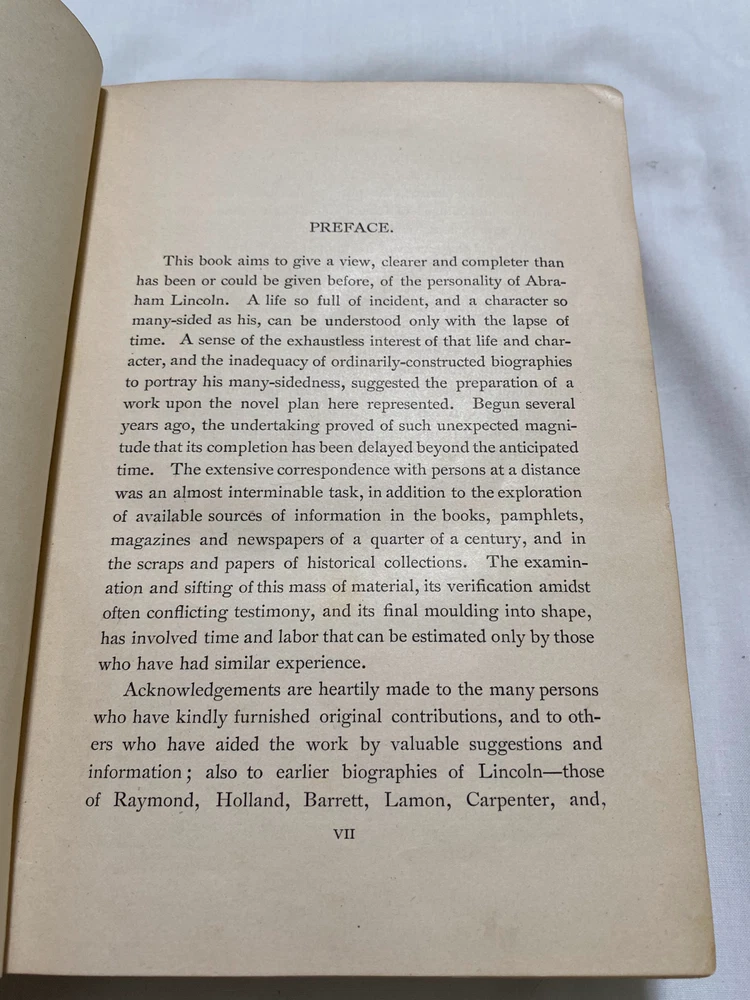 PREFACE.
This book aims to give a view, clearer and completer than
has been or could be given before, of the personality of Abra-
ham Lincoln. A life so full of incident, and a character so
many-sided as his, can be understood only with the lapse of
time. A sense of the exhaustless interest of that life and char-
acter, and the inadequacy of ordinarily-constructed biographies
to portray his many-sidedness, suggested the preparation of a
work upon the novel plan here represented. Begun several
years ago, the undertaking proved of such unexpected magni-
tude that its completion has been delayed beyond the anticipated
time. The extensive correspondence with persons at a distance
was an almost interminable task, in addition to the exploration
of available sources of information in the books, pamphlets,
magazines and newspapers of a quarter of a century, and in
the scraps and papers of historical collections. The examin-
ation and sifting of this mass of material, its verification amidst
often conflicting testimony, and its final moulding into shape,
has involved time and labor that can be estimated only by those
who have had similar experience.
Acknowledgements are heartily made to the many persons
who have kindly furnished original contributions, and to oth-
ers who have aided the work by valuable suggestions and
information; also to earlier biographies of Lincoln—those
of Raymond, Holland, Barrett, Lamon, Carpenter, and,
VII